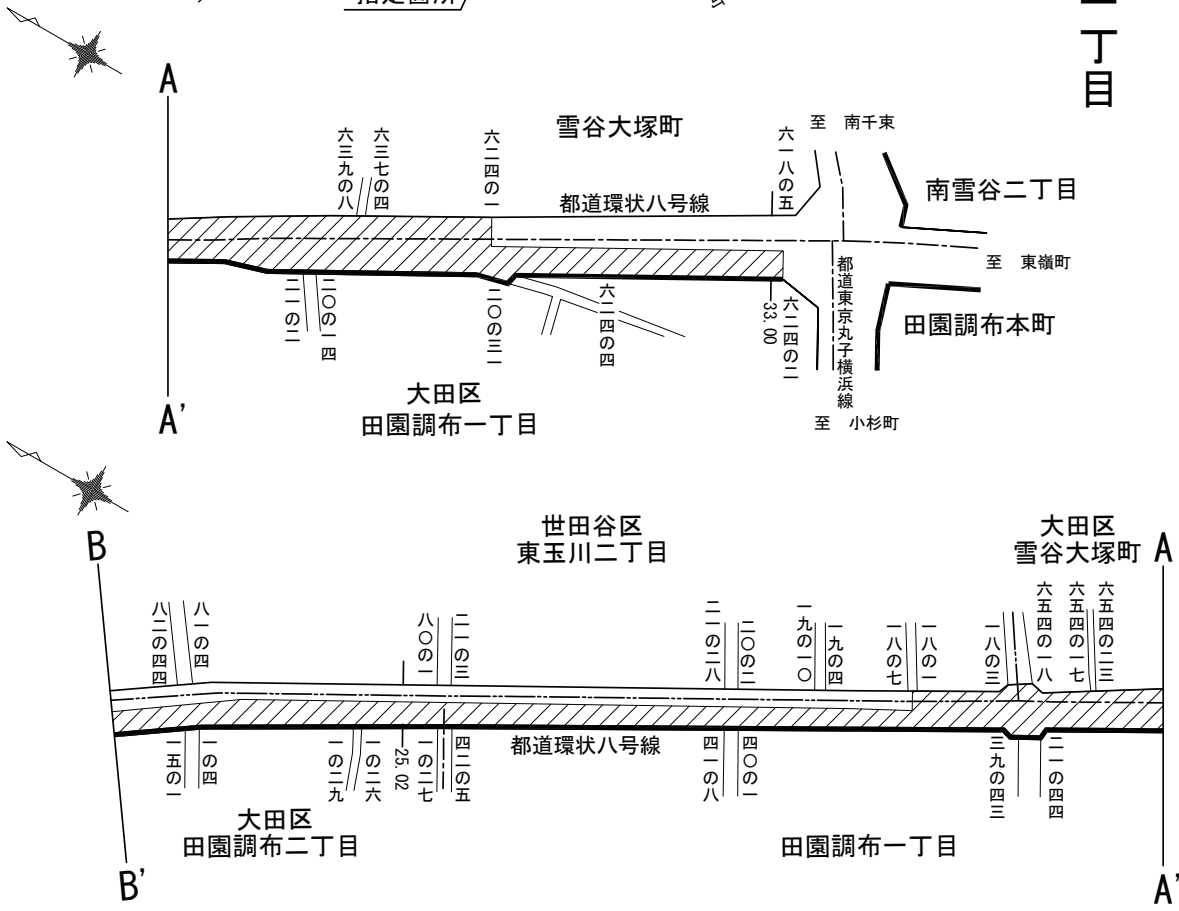 二丁目
A
雪谷大塚町
至 南千束
六三九の八
六三七の四
六二四の一
六一八の五
南雪谷二丁目
都道環状八号線
至 東嶺町
二一の二
二〇の一四
二〇の三一
六二四の四
33.00
六二四の二
都道東京丸子横浜線
田園調布本町
大田区
田園調布一丁目
A'
至 小杉町
B
世田谷区
東玉川二丁目
大田区
雪谷大塚町
A
八二の四四
八一の四
八〇の一
二一の三
二一の二八
二〇の二
一九の一〇
一九の四
一八の七
一八の一
一八の三
六五四の一八
六五四の一七
六五四の二三
都道環状八号線
一五の一
一の四
一の二九
一の二六
25.02
一の二七
四二の五
四一の八
四〇の一
三九の四三
二一の四四
大田区
田園調布二丁目
田園調布一丁目
B'
A'